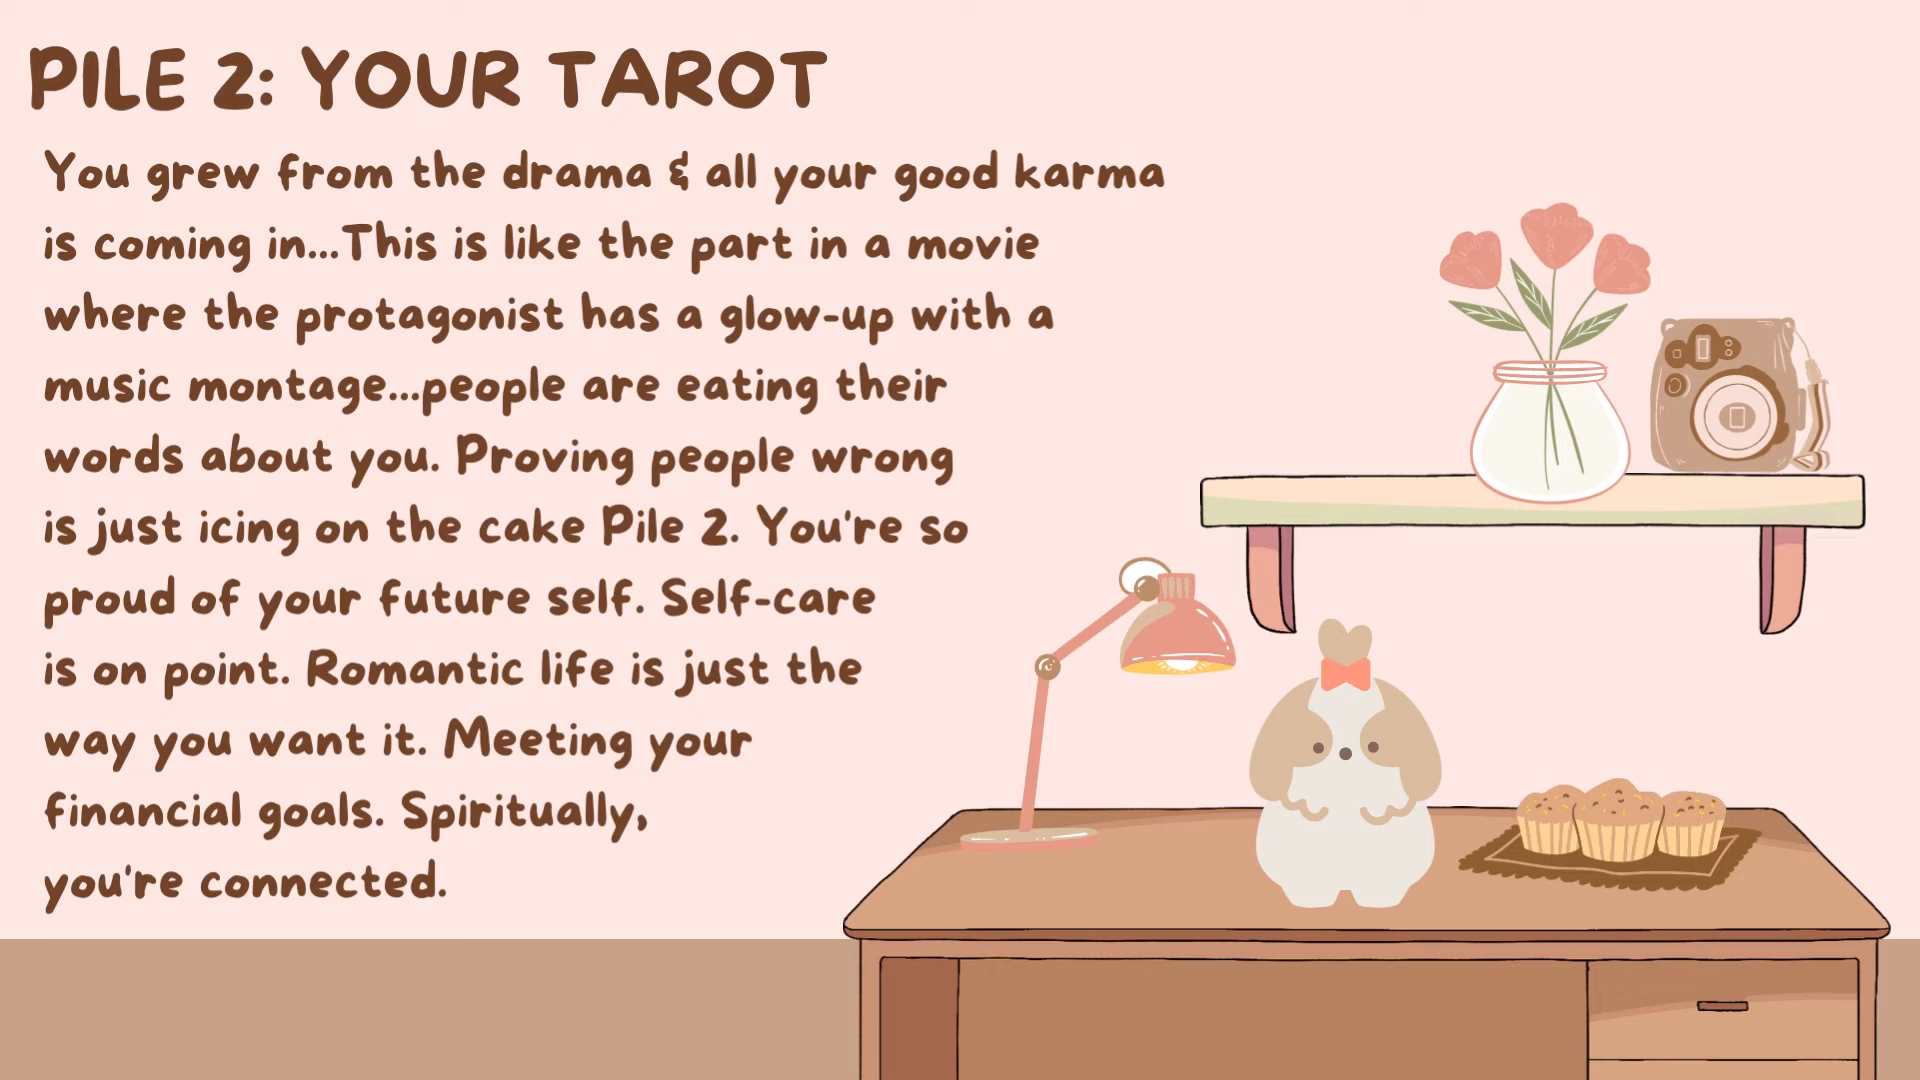 PILE 2: YOUR TAROT
You grew from the drama & all your good karma
is coming in...This is like the part in a movie
where the protagonist has a glow-up with a
music montage...people are eating their
words about you. Proving people wrong
is just icing on the cake Pile 2. You're so
proud of your future self. Self-care
is on point. Romantic life is just the
way you want it. Meeting your
financial goals. Spiritually,
you're connected.